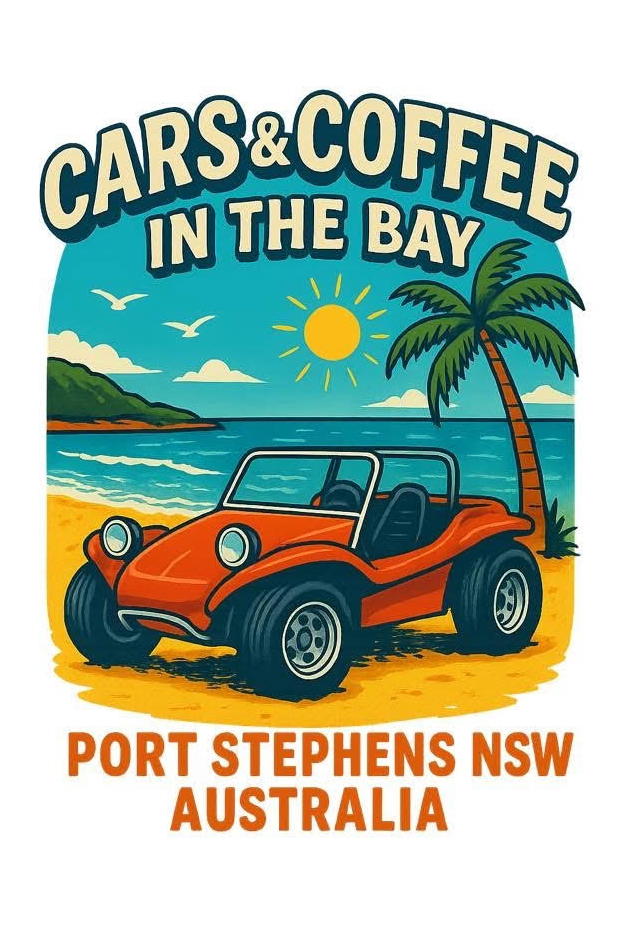 CARS & COFFEE
IN THE BAY
PORT STEPHENS NSW
AUSTRALIA